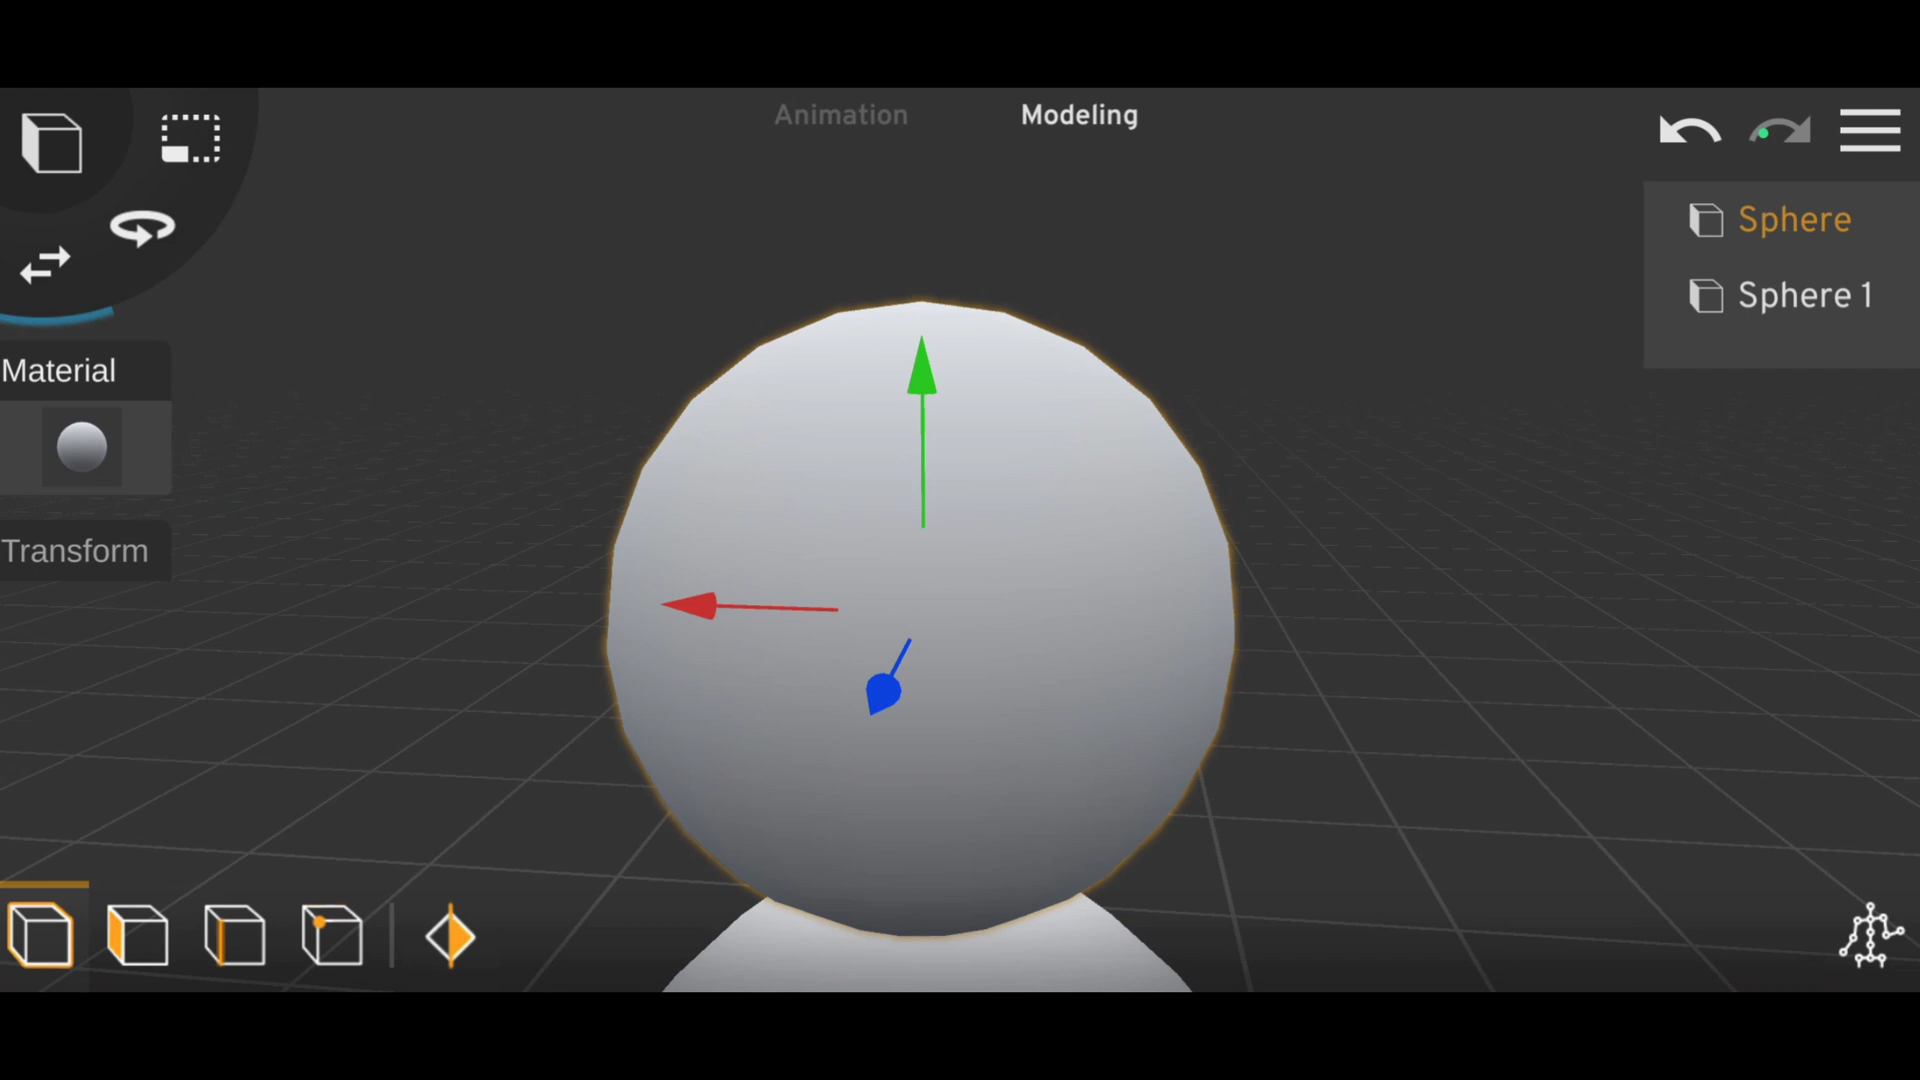 Animation
Modeling
Sphere
Sphere 1
Material
Transform